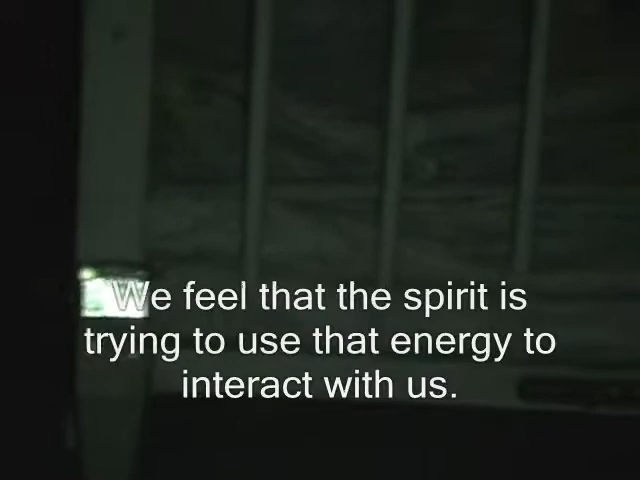 We feel that the spirit is
trying to use that energy to
interact with us.